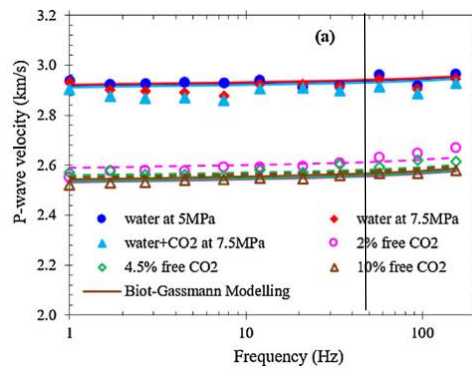 (a)
P-wave velocity (km/s)
3.2
3.0
2.8
2.6
2.4
2.2
2.0
water at 5MPa
water at 7.5MPa
water+CO2 at 7.5MPa
2% free CO2
4.5% free CO2
10% free CO2
Biot-Gassmann Modelling
1
10
100
Frequency (Hz)